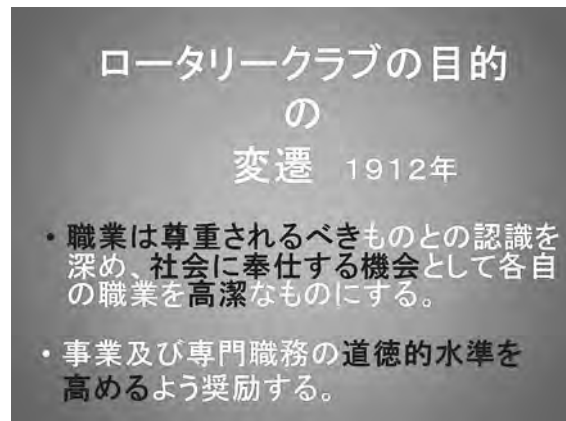 ロータリークラブの目的
の
変遷 1912年
・職業は尊重されるべきものとの認識を
深め、社会に奉仕する機会として各自
の職業を高潔なものにする。
・事業及び専門職務の道徳的水準を
高めるよう奨励する。